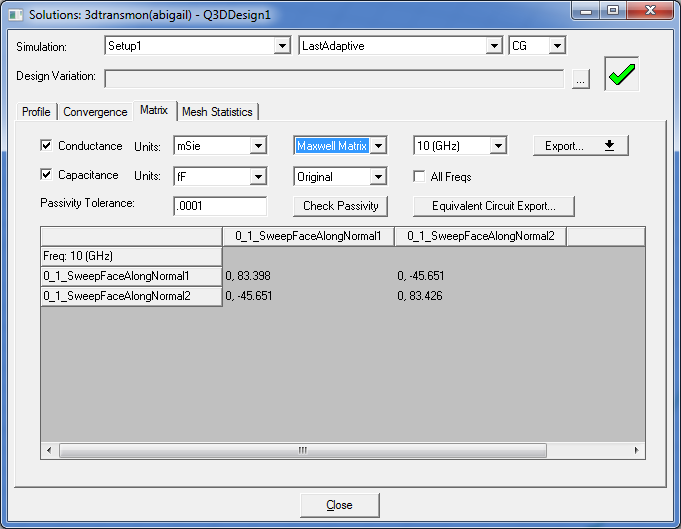 Solutions: 3dtransmon(abigail) - Q3DDesign1
Simulation: Setup1 LastAdaptive CG
Design Variation: ...
Profile Convergence Matrix Mesh Statistics
Conductance Units: mSie Maxwell Matrix 10 (GHz) Export...
Capacitance Units: fF Original All Freqs
Passivity Tolerance: .0001 Check Passivity Equivalent Circuit Export...
0_1_SweepFaceAlongNormal1 0_1_SweepFaceAlongNormal2
Freq: 10 (GHz)
0_1_SweepFaceAlongNormal1 0, 83.398 0, -45.651
0_1_SweepFaceAlongNormal2 0, -45.651 0, 83.426
Close